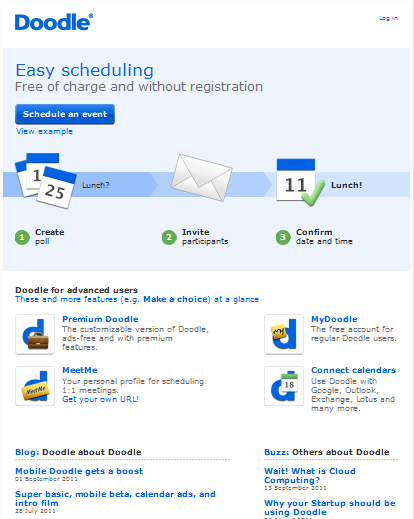 Doodle®
Log in
Easy scheduling
Free of charge and without registration
Schedule an event
View example
1
25
Lunch?
11
Lunch!
1 Create
poll
2 Invite
participants
3 Confirm
date and time
Doodle for advanced users
These and more features (e.g. Make a choice) at a glance
Premium Doodle
The customizable version of Doodle,
ads-free and with premium
features.
MyDoodle
The free account for
regular Doodle users.
MeetMe
MeetMe
Your personal profile for scheduling
1:1 meetings.
Get your own URL!
18
Connect calendars
Use Doodle with
Google, Outlook,
Exchange, Lotus and
many more.
Blog: Doodle about Doodle
Mobile Doodle gets a boost
01 September 2011
Super basic, mobile beta, calendar ads, and
intro film
28 July 2011
Buzz: Others about Doodle
Wait! What is Cloud
Computing?
13 September 2011
Why your Startup should be
using Doodle